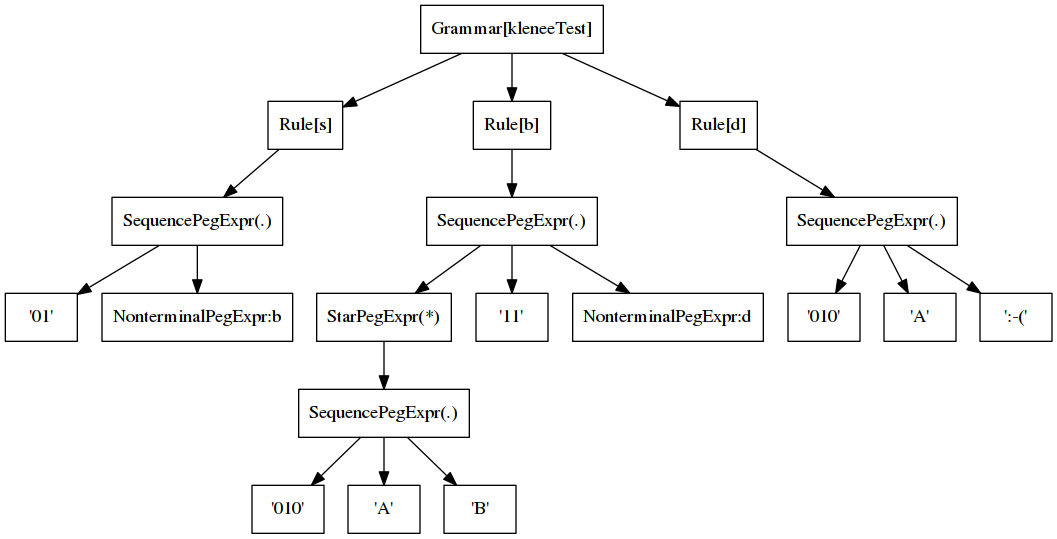 Grammar[kleeneTest]
Rule[s]
Rule[b]
Rule[d]
SequencePegExpr(.)
SequencePegExpr(.)
SequencePegExpr(.)
'01'
NonterminalPegExpr:b
StarPegExpr(*)
'11'
NonterminalPegExpr:d
'010'
'A'
':-('
SequencePegExpr(.)
'010'
'A'
'B'